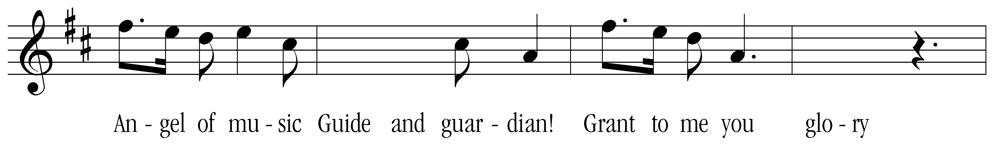 An - gel of mu - sic Guide and guar - dian! Grant to me you glo - ry